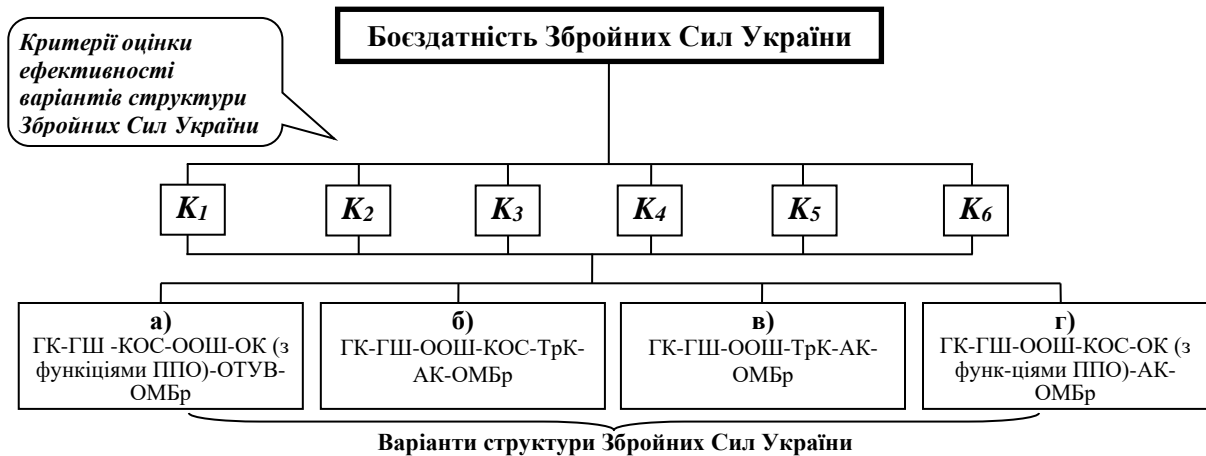 Боєздатність Збройних Сил України
Критерії оцінки
ефективності
варіантів структури
Збройних Сил України
K1
K2
K3
K4
K5
K6
а)
ГК-ГШ -КОС-ООШ-ОК (з
функіціями ППО)-ОТУВ-
ОМБр
б)
ГК-ГШ-ООШ-КОС-ТрК-
АК-ОМБр
в)
ГК-ГШ-ООШ-ТрК-АК-
ОМБр
г)
ГК-ГШ-ООШ-КОС-ОК (з
функ-ціями ППО)-АК-
ОМБр
Варіанти структури Збройних Сил України